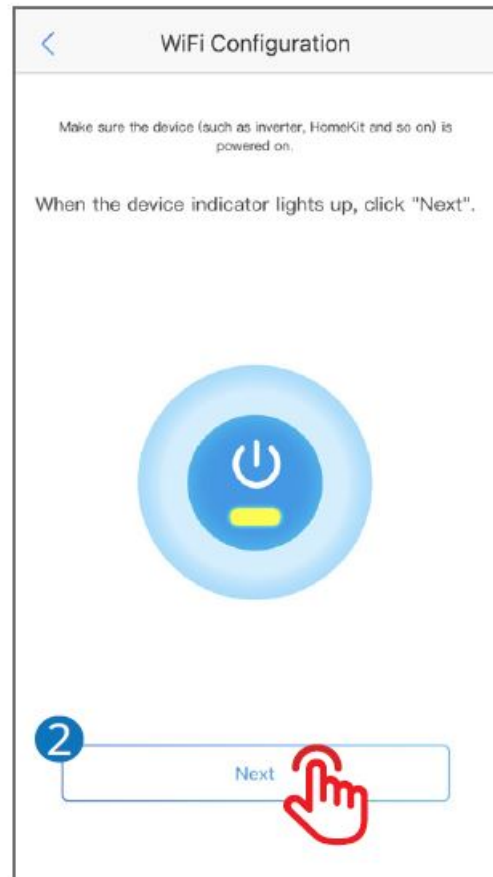 WiFi Configuration
Make sure the device (such as inverter, HomeKit and so on) is
powered on.
When the device indicator lights up, click "Next".
2
Next